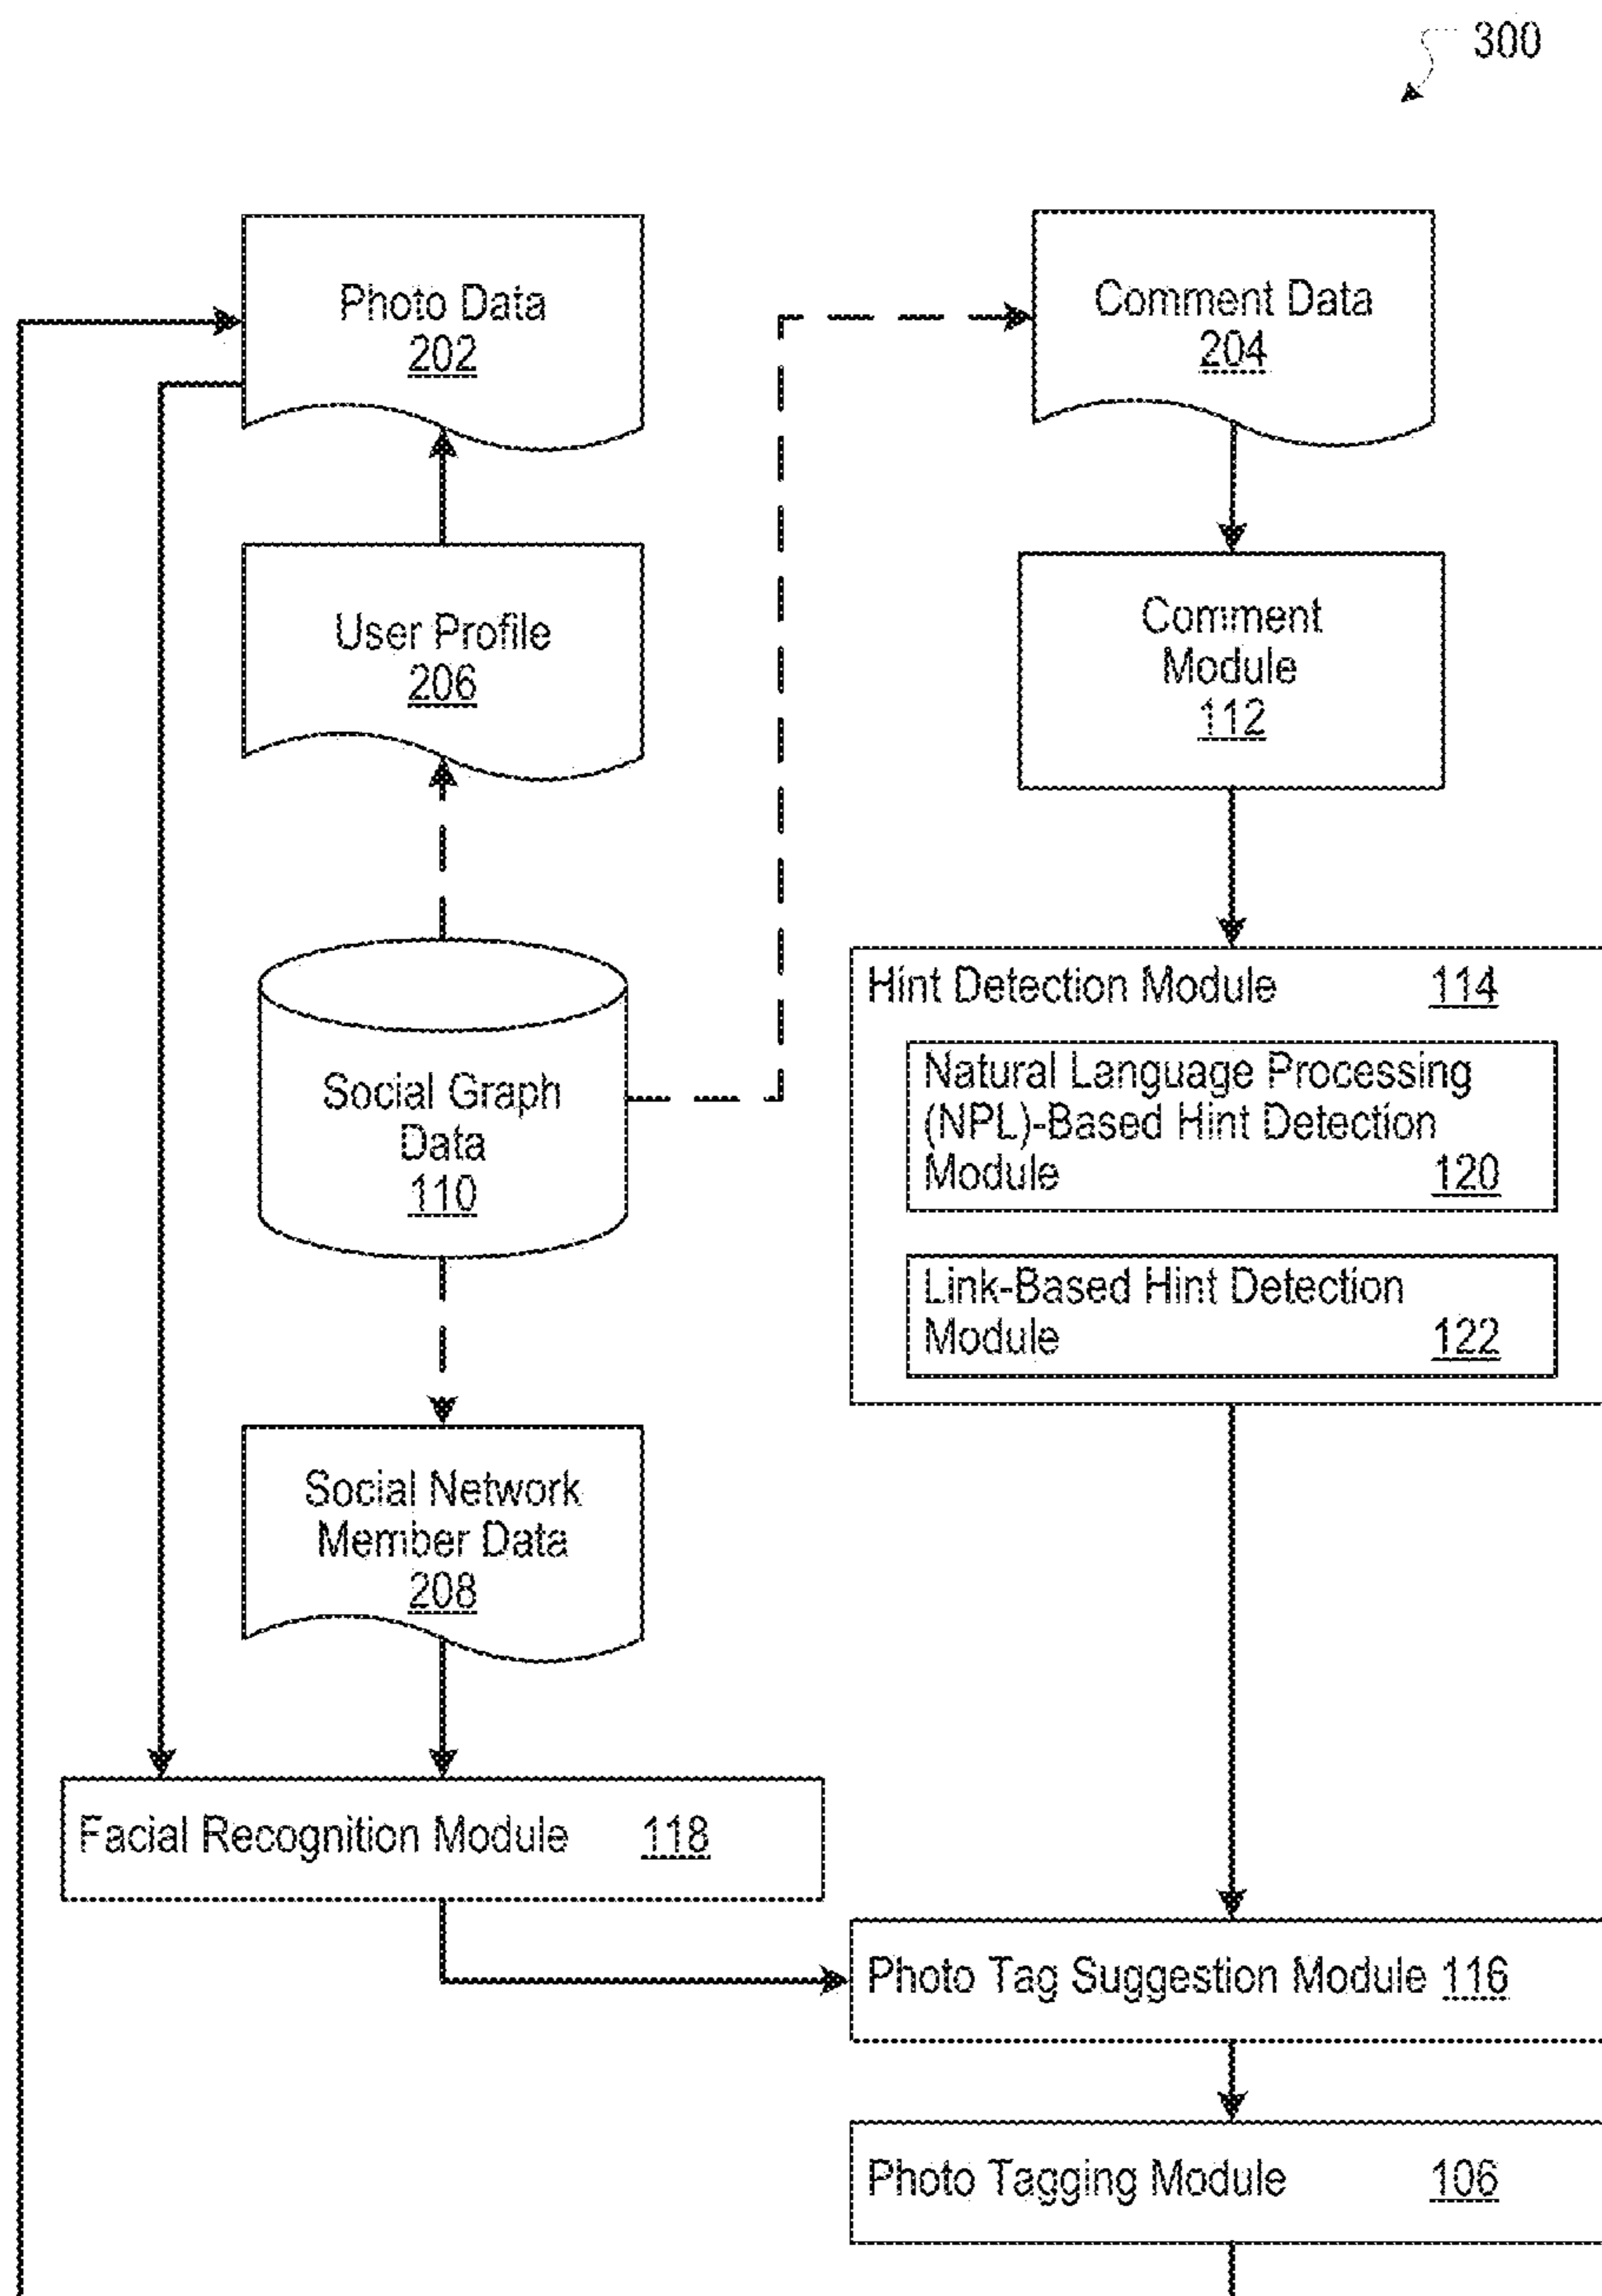 300
Photo Data
202
Comment Data
204
User Profile
206
Comment
Module
112
Social Graph
Data
110
Hint Detection Module 114
Natural Language Processing
(NPL)-Based Hint Detection
Module 120
Link-Based Hint Detection
Module 122
Social Network
Member Data
208
Facial Recognition Module 118
Photo Tag Suggestion Module 116
Photo Tagging Module 106